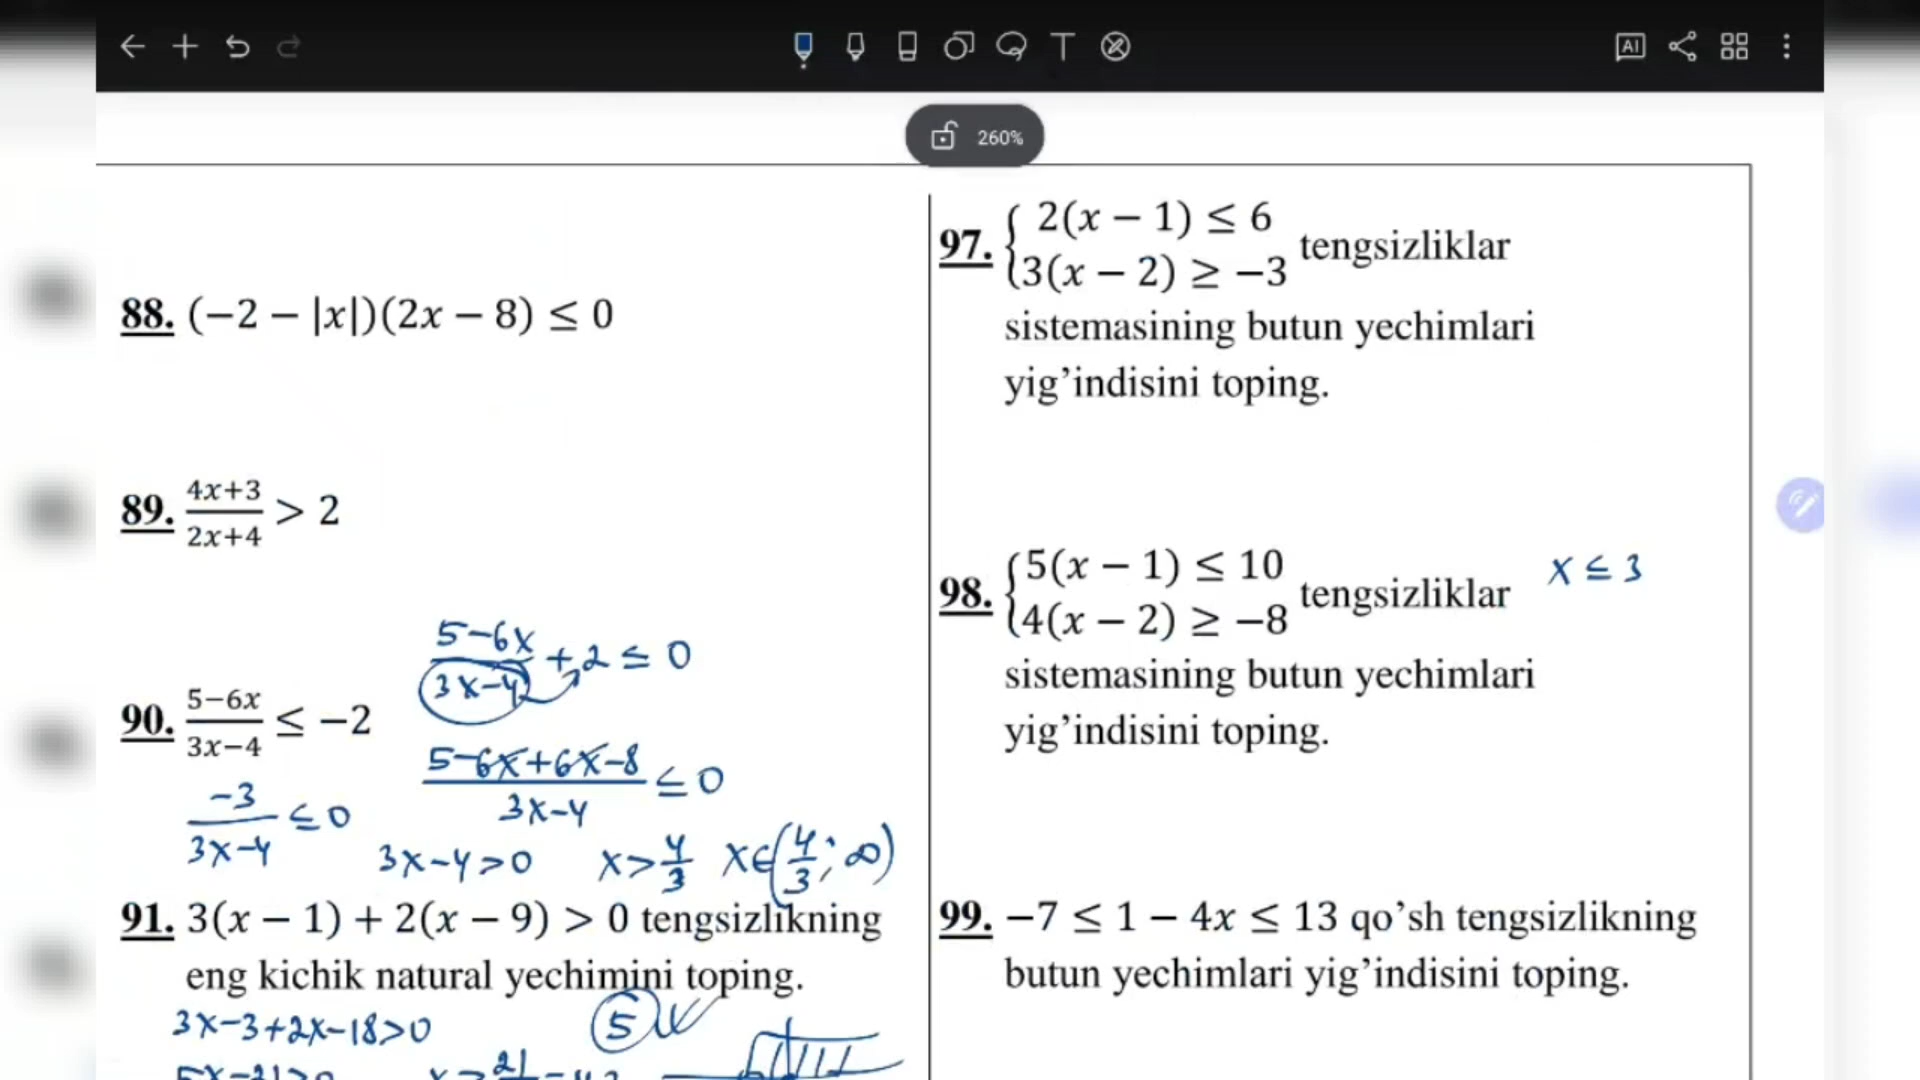 AI
260%
88. (−2 − |x|)(2x − 8) ≤ 0
89. (4x+3)/(2x+4) > 2
(5−6x)/(3x−4) + 2 ≤ 0
90. (5−6x)/(3x−4) ≤ −2
(5−6x+6x−8)/(3x−4) ≤ 0
−3/(3x−4) ≤ 0
3x−4>0 x>4/3 x∈(4/3; ∞)
91. 3(x − 1) + 2(x − 9) > 0 tengsizlikning
eng kichik natural yechimini toping.
3x−3+2x−18>0 5
97. { 2(x − 1) ≤ 6
3(x − 2) ≥ −3 tengsizliklar
sistemasining butun yechimlari
yig’indisini toping.
98. { 5(x − 1) ≤ 10
4(x − 2) ≥ −8 tengsizliklar x ≤ 3
sistemasining butun yechimlari
yig’indisini toping.
99. −7 ≤ 1 − 4x ≤ 13 qo’sh tengsizlikning
butun yechimlari yig’indisini toping.